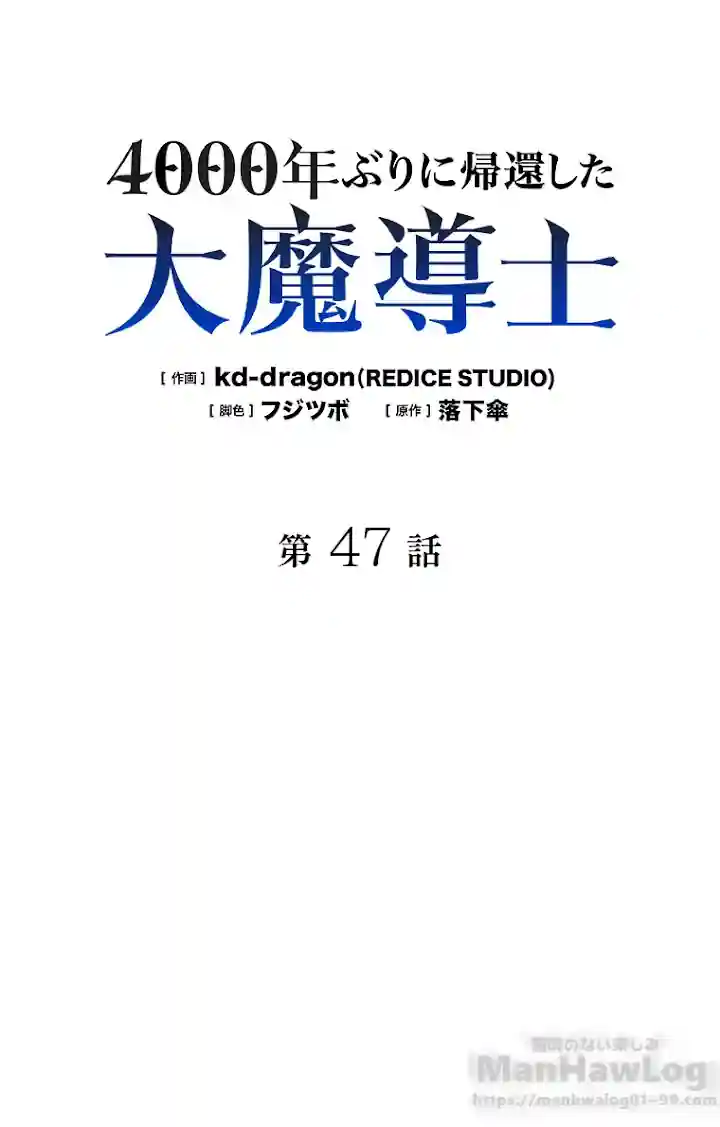 4000年ぶりに帰還した
大魔導士
[作画] kd-dragon(REDICE STUDIO)
[脚色] フジツボ [原作] 落下傘
第 47 話
ManHawLog
https://manhwalog01-99.com